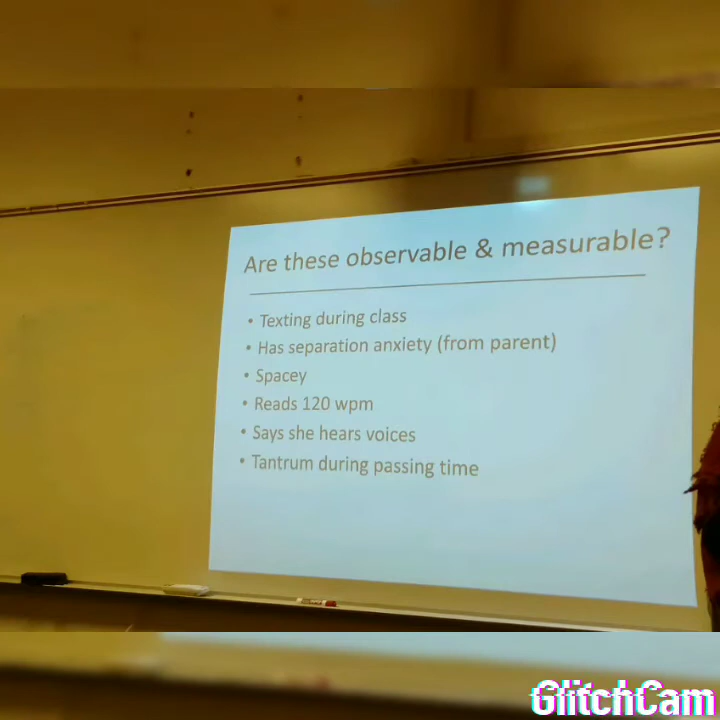 Are these observable & measurable?
• Texting during class
• Has separation anxiety (from parent)
• Spacey
• Reads 120 wpm
• Says she hears voices
• Tantrum during passing time
GlitchCam